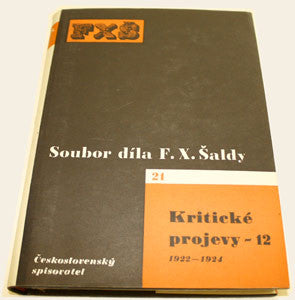 FXŠ
Soubor díla F. X. Šaldy
21
Kritické
projevy - 12
1922—1924
Československý
spisovatel